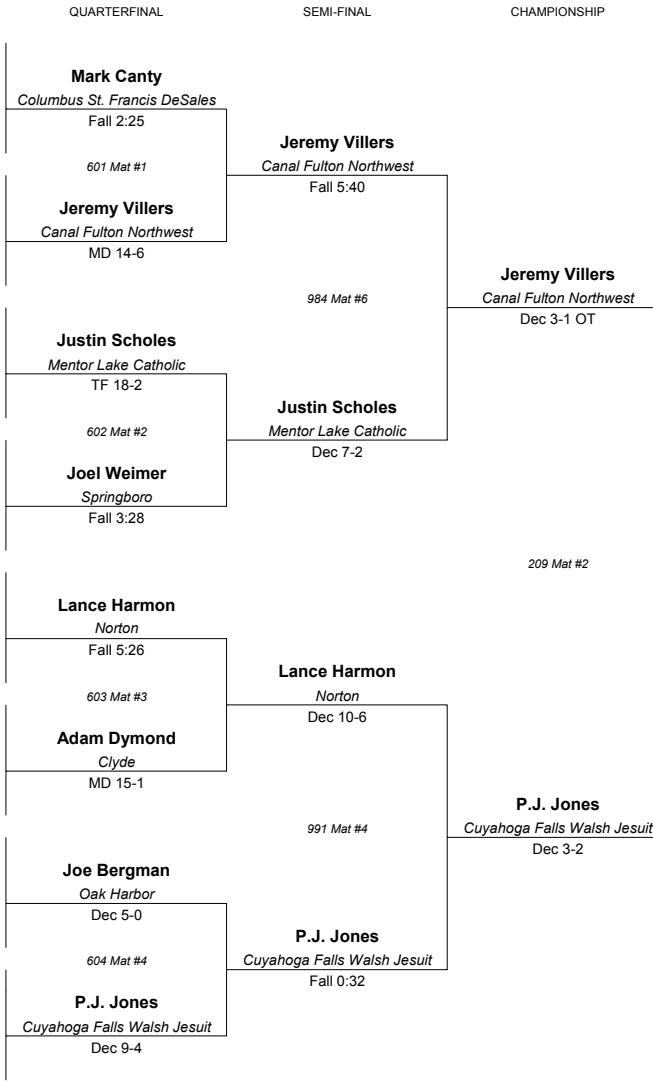 QUARTERFINAL SEMI-FINAL CHAMPIONSHIP
Mark Canty
Columbus St. Francis DeSales
Fall 2:25
601 Mat #1
Jeremy Villers
Canal Fulton Northwest
MD 14-6
Justin Scholes
Mentor Lake Catholic
TF 18-2
602 Mat #2
Joel Weimer
Springboro
Fall 3:28
Lance Harmon
Norton
Fall 5:26
603 Mat #3
Adam Dymond
Clyde
MD 15-1
Joe Bergman
Oak Harbor
Dec 5-0
604 Mat #4
P.J. Jones
Cuyahoga Falls Walsh Jesuit
Dec 9-4
Jeremy Villers
Canal Fulton Northwest
Fall 5:40
984 Mat #6
Justin Scholes
Mentor Lake Catholic
Dec 7-2
Lance Harmon
Norton
Dec 10-6
991 Mat #4
P.J. Jones
Cuyahoga Falls Walsh Jesuit
Fall 0:32
Jeremy Villers
Canal Fulton Northwest
Dec 3-1 OT
209 Mat #2
P.J. Jones
Cuyahoga Falls Walsh Jesuit
Dec 3-2